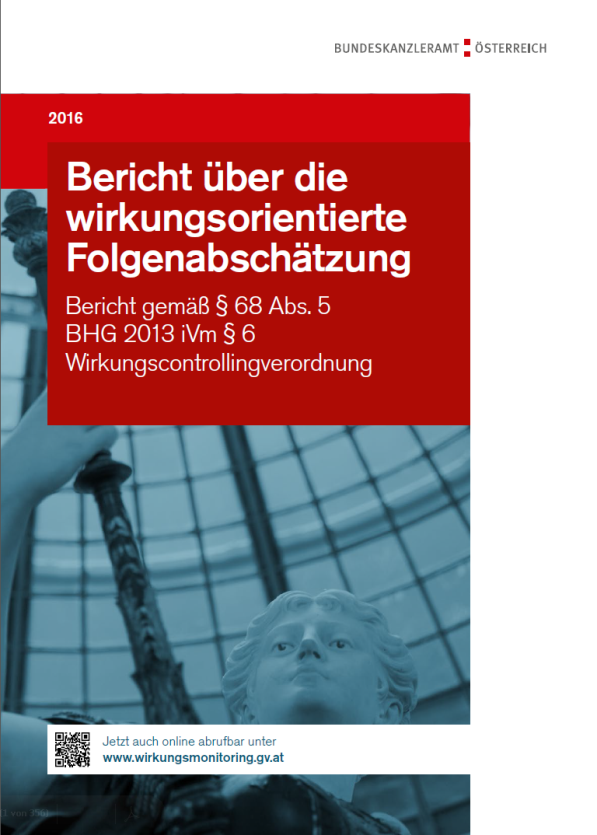 BUNDESKANZLERAMT ÖSTERREICH
2016
Bericht über die
wirkungsorientierte
Folgenabschätzung
Bericht gemäß § 68 Abs. 5
BHG 2013 iVm § 6
Wirkungscontrollingverordnung
Jetzt auch online abrufbar unter
www.wirkungsmonitoring.gv.at